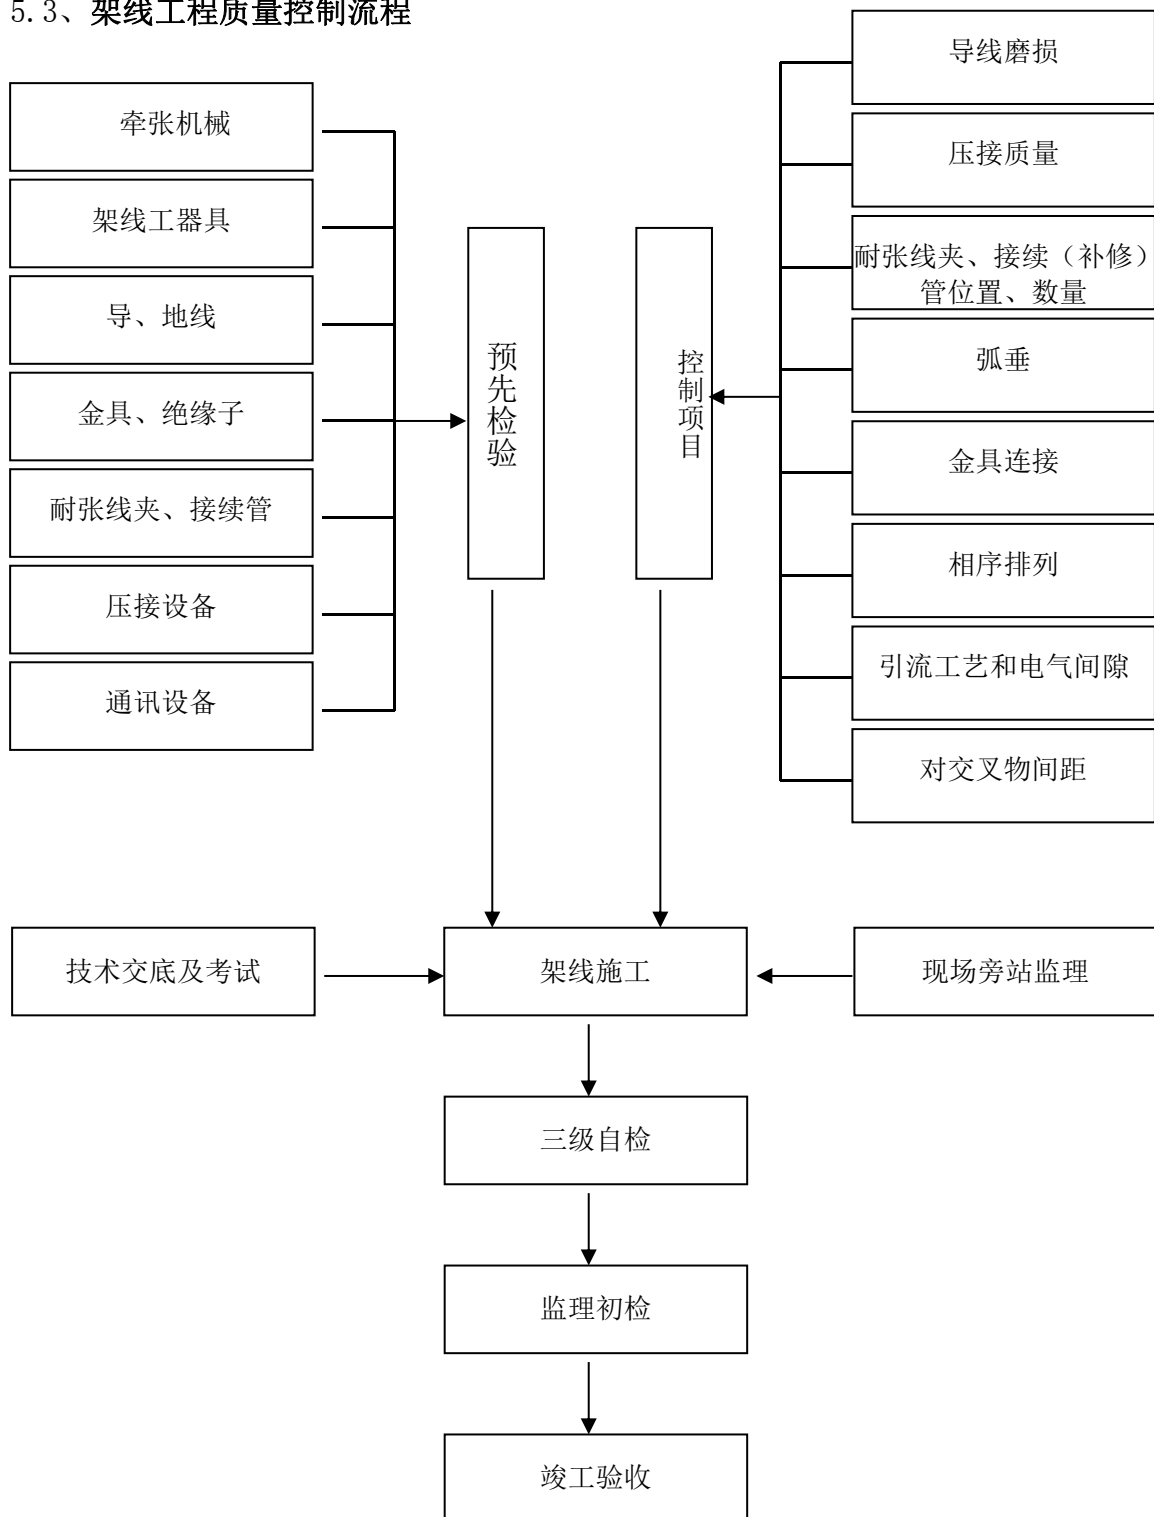 5.3、架线工程质量控制流程
牵张机械
架线工器具
导、地线
金具、绝缘子
耐张线夹、接续管
压接设备
通讯设备
预先检验
控制项目
导线磨损
压接质量
耐张线夹、接续（补修）
管位置、数量
弧垂
金具连接
相序排列
引流工艺和电气间隙
对交叉物间距
技术交底及考试
架线施工
现场旁站监理
三级自检
监理初检
竣工验收